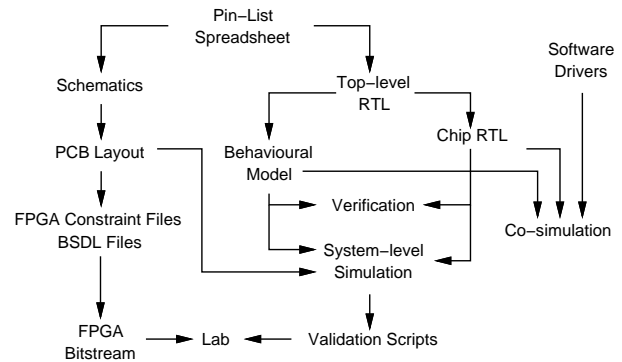 Pin−List
Spreadsheet
Software
Drivers
Schematics
Top−level
RTL
Chip RTL
PCB Layout
Behavioural
Model
FPGA Constraint Files
BSDL Files
Verification
Co−simulation
System−level
Simulation
FPGA
Bitstream
Lab
Validation Scripts